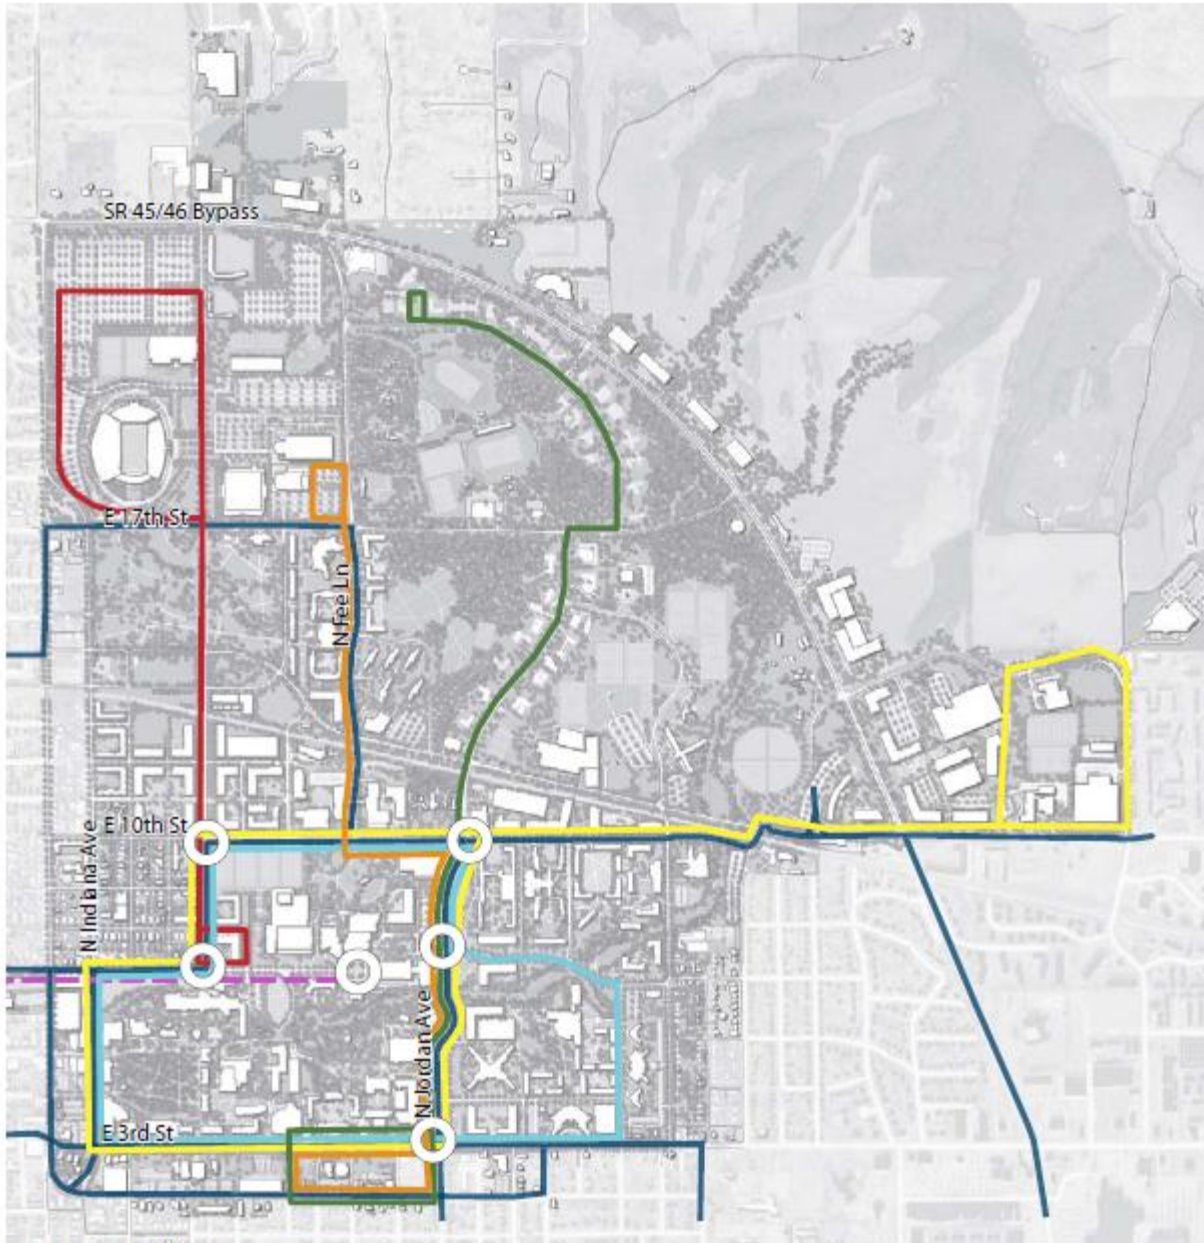 SR 45/46 Bypass
E 17th St
N Fee Ln
E 10th St
N Indiana Ave
N Jordan Ave
E 3rd St